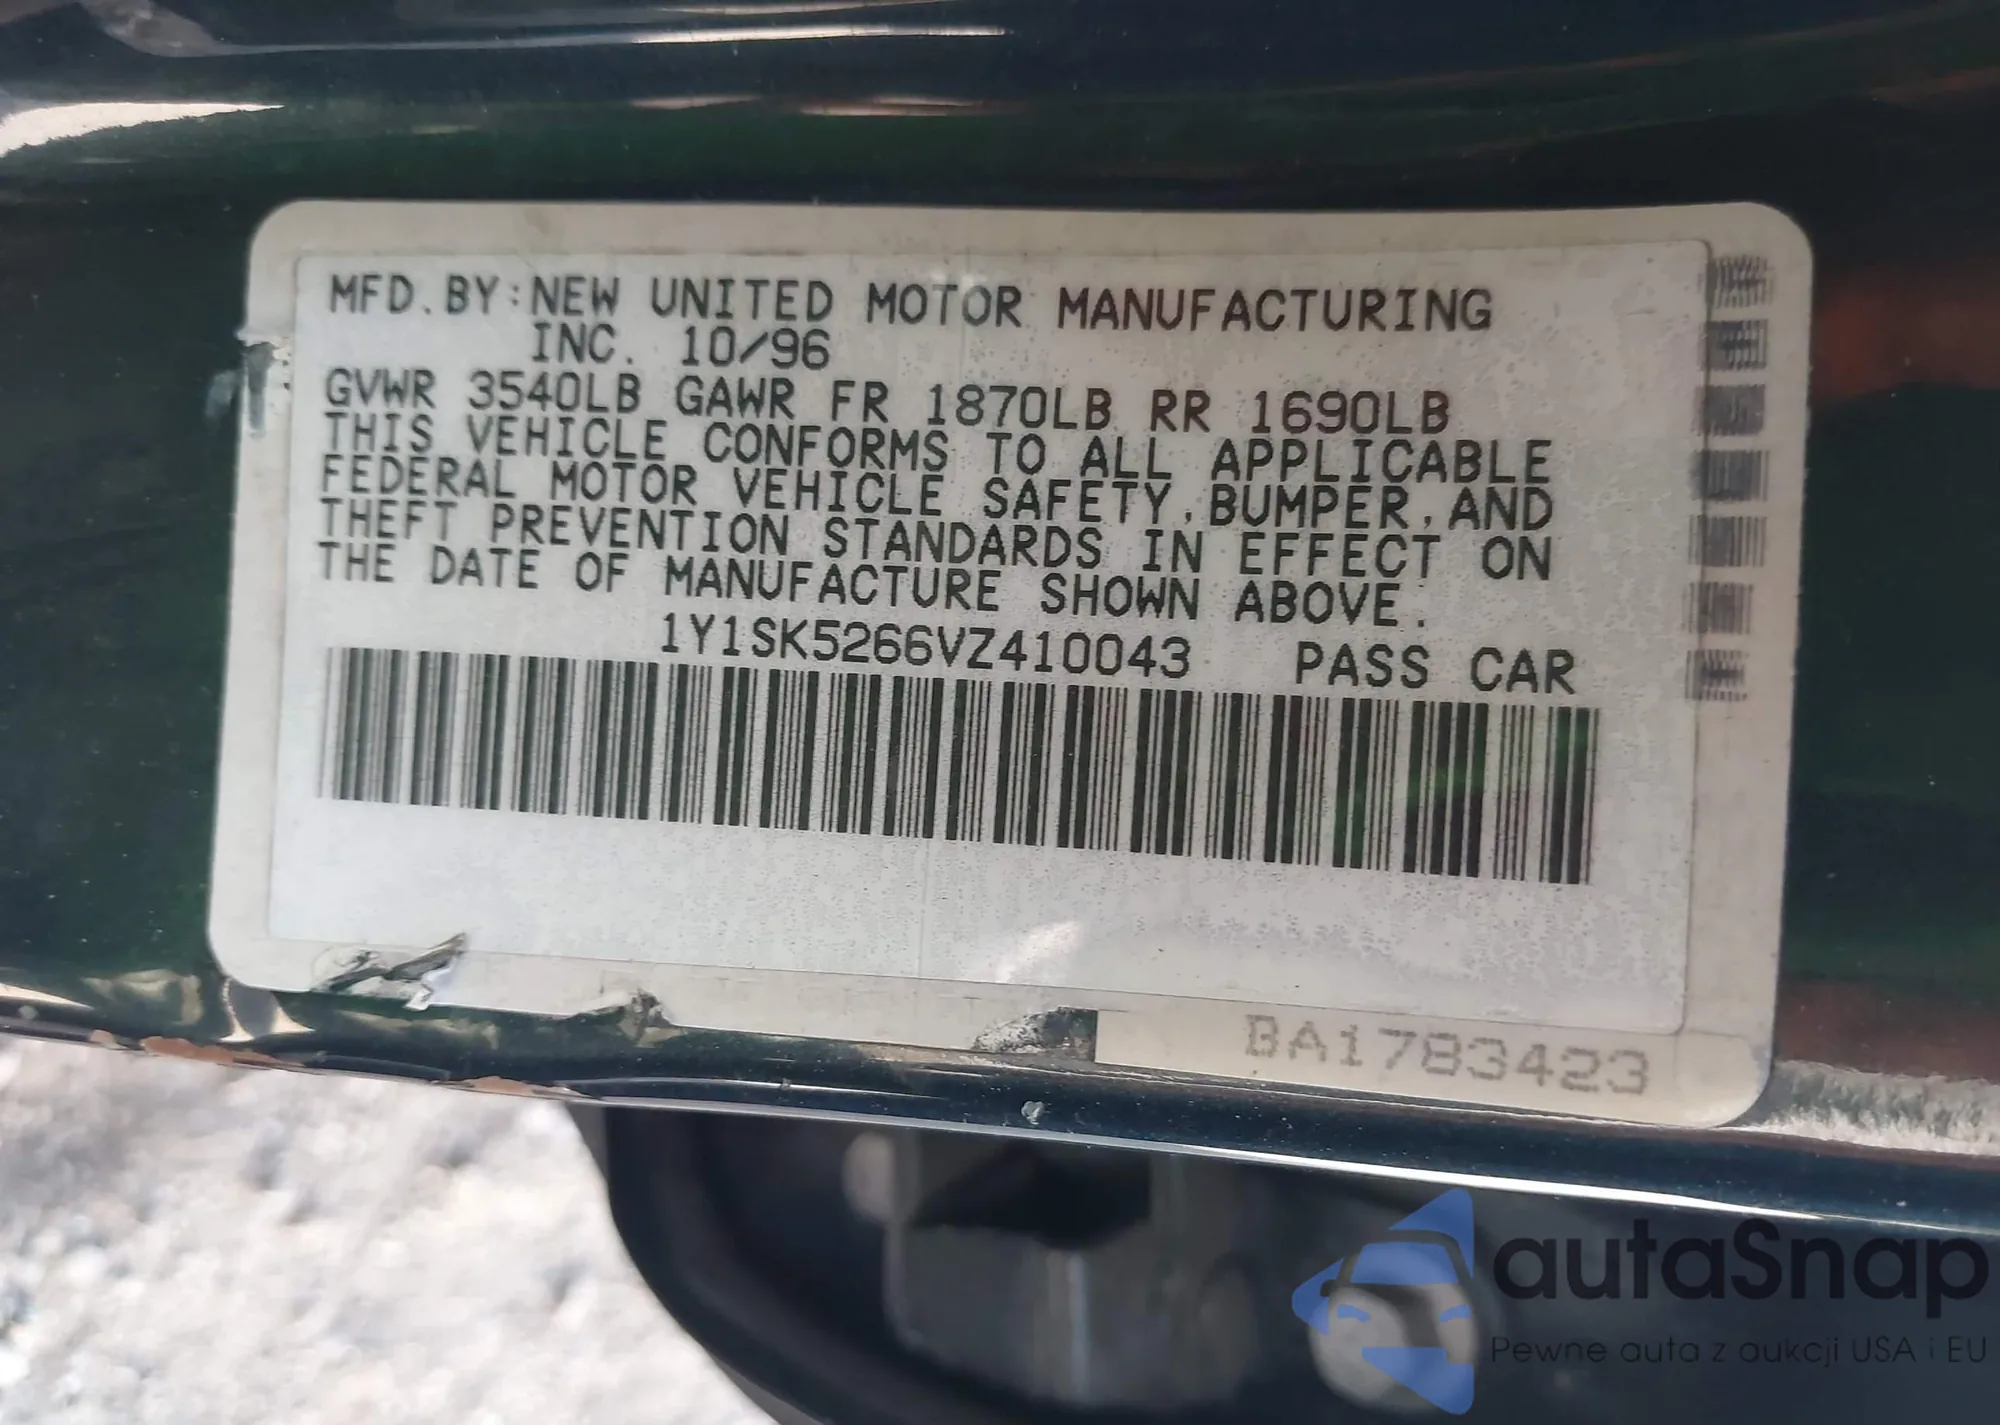 MFD.BY:NEW UNITED MOTOR MANUFACTURING
INC. 10/96
GVWR 3540LB GAWR FR 1870LB RR 1690LB
THIS VEHICLE CONFORMS TO ALL APPLICABLE
FEDERAL MOTOR VEHICLE SAFETY,BUMPER,AND
THEFT PREVENTION STANDARDS IN EFFECT ON
THE DATE OF MANUFACTURE SHOWN ABOVE.
1Y1SK5266VZ410043 PASS CAR
BA1783423
autaSnap
Pewne auta z aukcji USA i EU